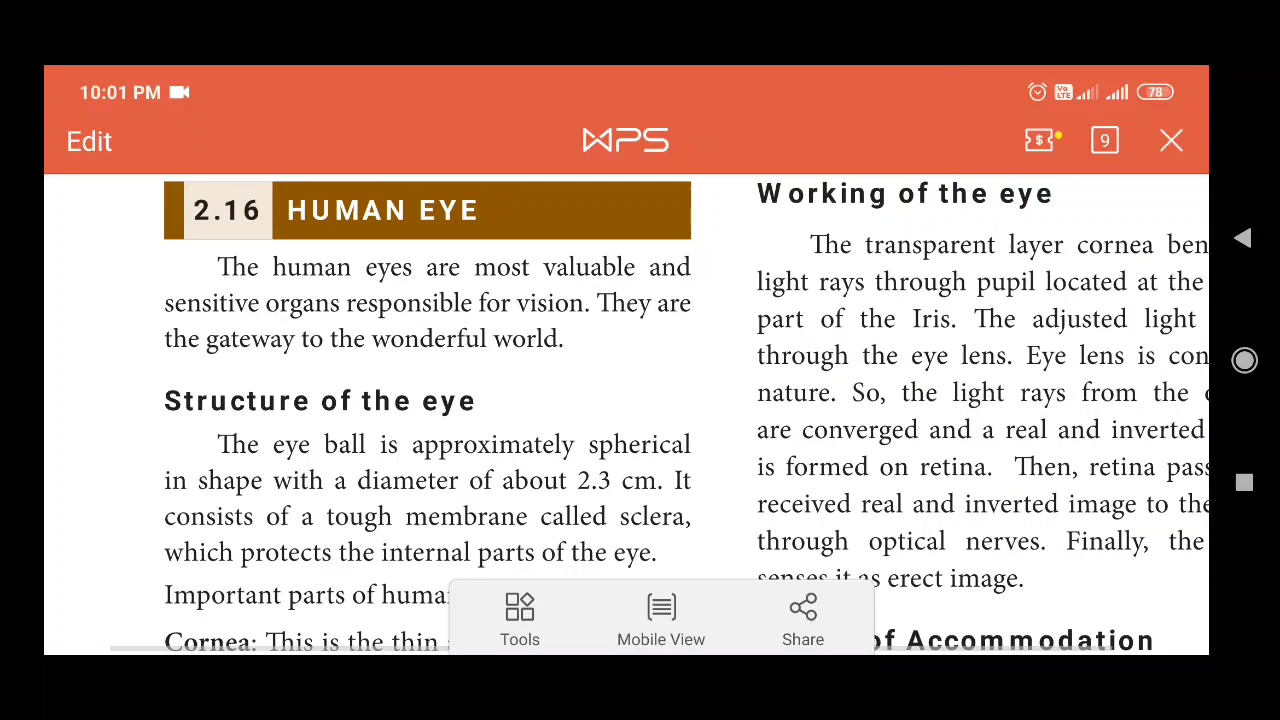 10:01 PM
Vo LTE
78
Edit
WPS
$
9
2.16 HUMAN EYE
The human eyes are most valuable and
sensitive organs responsible for vision. They are
the gateway to the wonderful world.
Structure of the eye
The eye ball is approximately spherical
in shape with a diameter of about 2.3 cm. It
consists of a tough membrane called sclera,
which protects the internal parts of the eye.
Important parts of
Cornea: This is the thin
Working of the eye
The transparent layer cornea
light rays through pupil located at the
part of the Iris. The adjusted light
through the eye lens. Eye lens is
nature. So, the light rays from the
are converged and a real and inverted
is formed on retina. Then, retina
received real and inverted image to
through optical nerves. Finally, the
senses it as erect image.
of Accommodation
Tools
Mobile View
Share